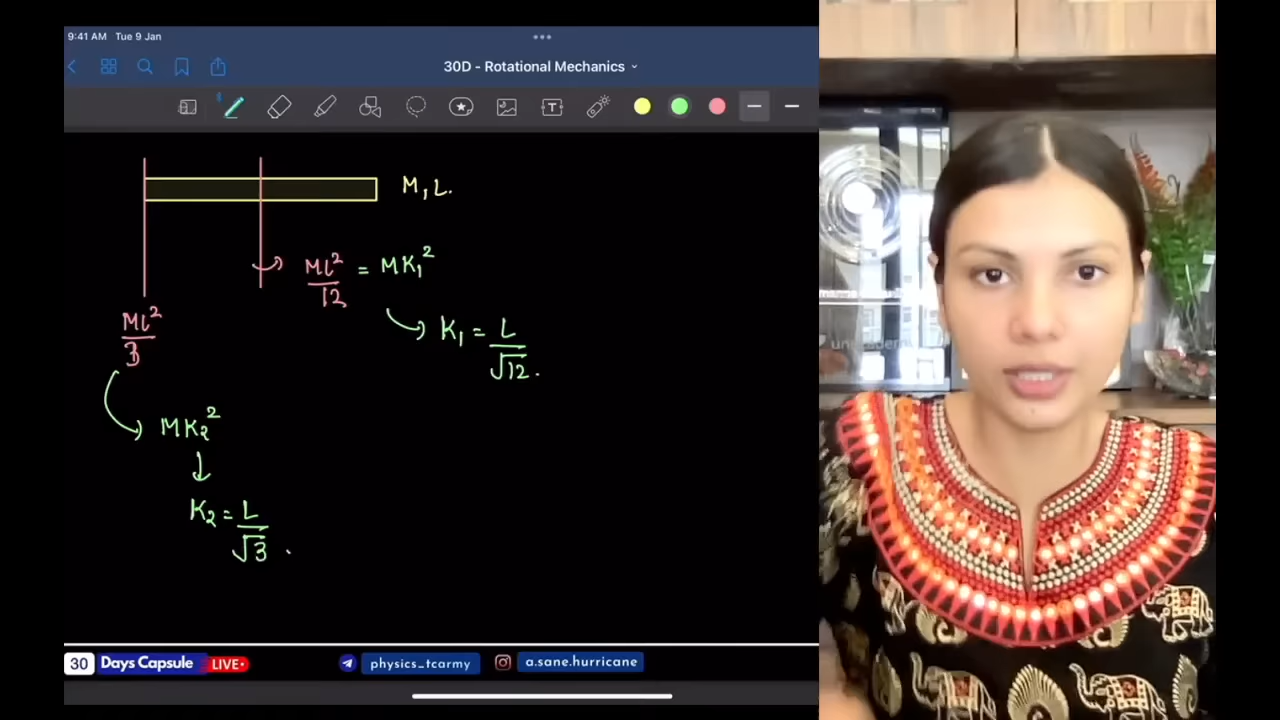 9:41 AM Tue 9 Jan
30D - Rotational Mechanics
M, L.
Ml²/12 = MK₁²
K₁ = L/√12.
Ml²/3
MK₂²
K₂ = L/√3.
30 Days Capsule LIVE
physics_tcarmy
a.sane.hurricane